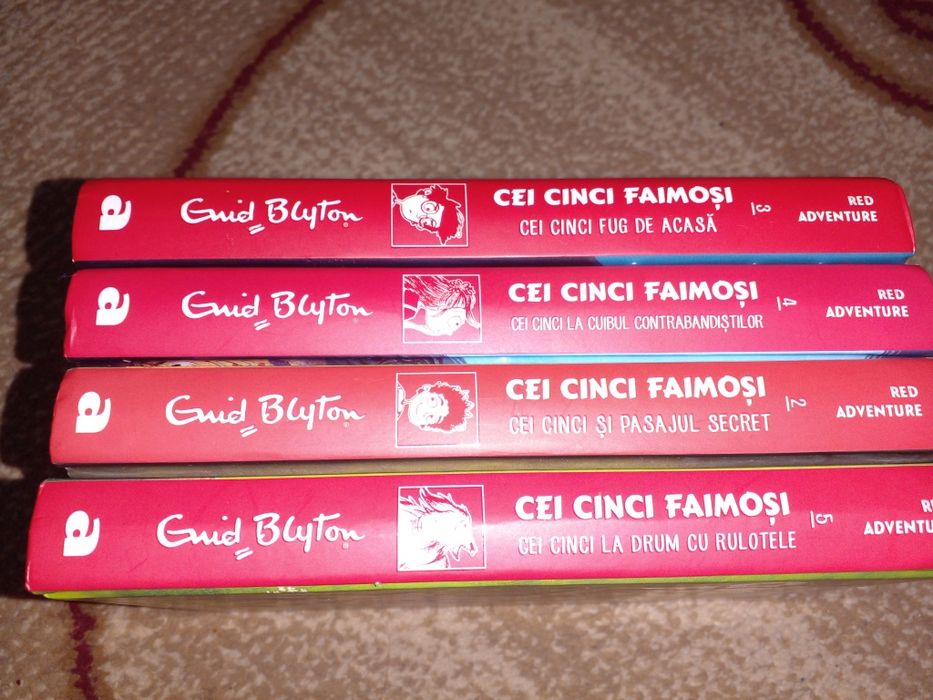 a Enid Blyton CEI CINCI FAIMOȘI 3 RED
CEI CINCI FUG DE ACASĂ ADVENTURE
a Enid Blyton CEI CINCI FAIMOȘI 4 RED
CEI CINCI LA CUIBUL CONTRABANDIȘTILOR ADVENTURE
a Enid Blyton CEI CINCI FAIMOȘI 2 RED
CEI CINCI ȘI PASAJUL SECRET ADVENTURE
a Enid Blyton CEI CINCI FAIMOȘI 5 R
CEI CINCI LA DRUM CU RULOTELE ADVENTU